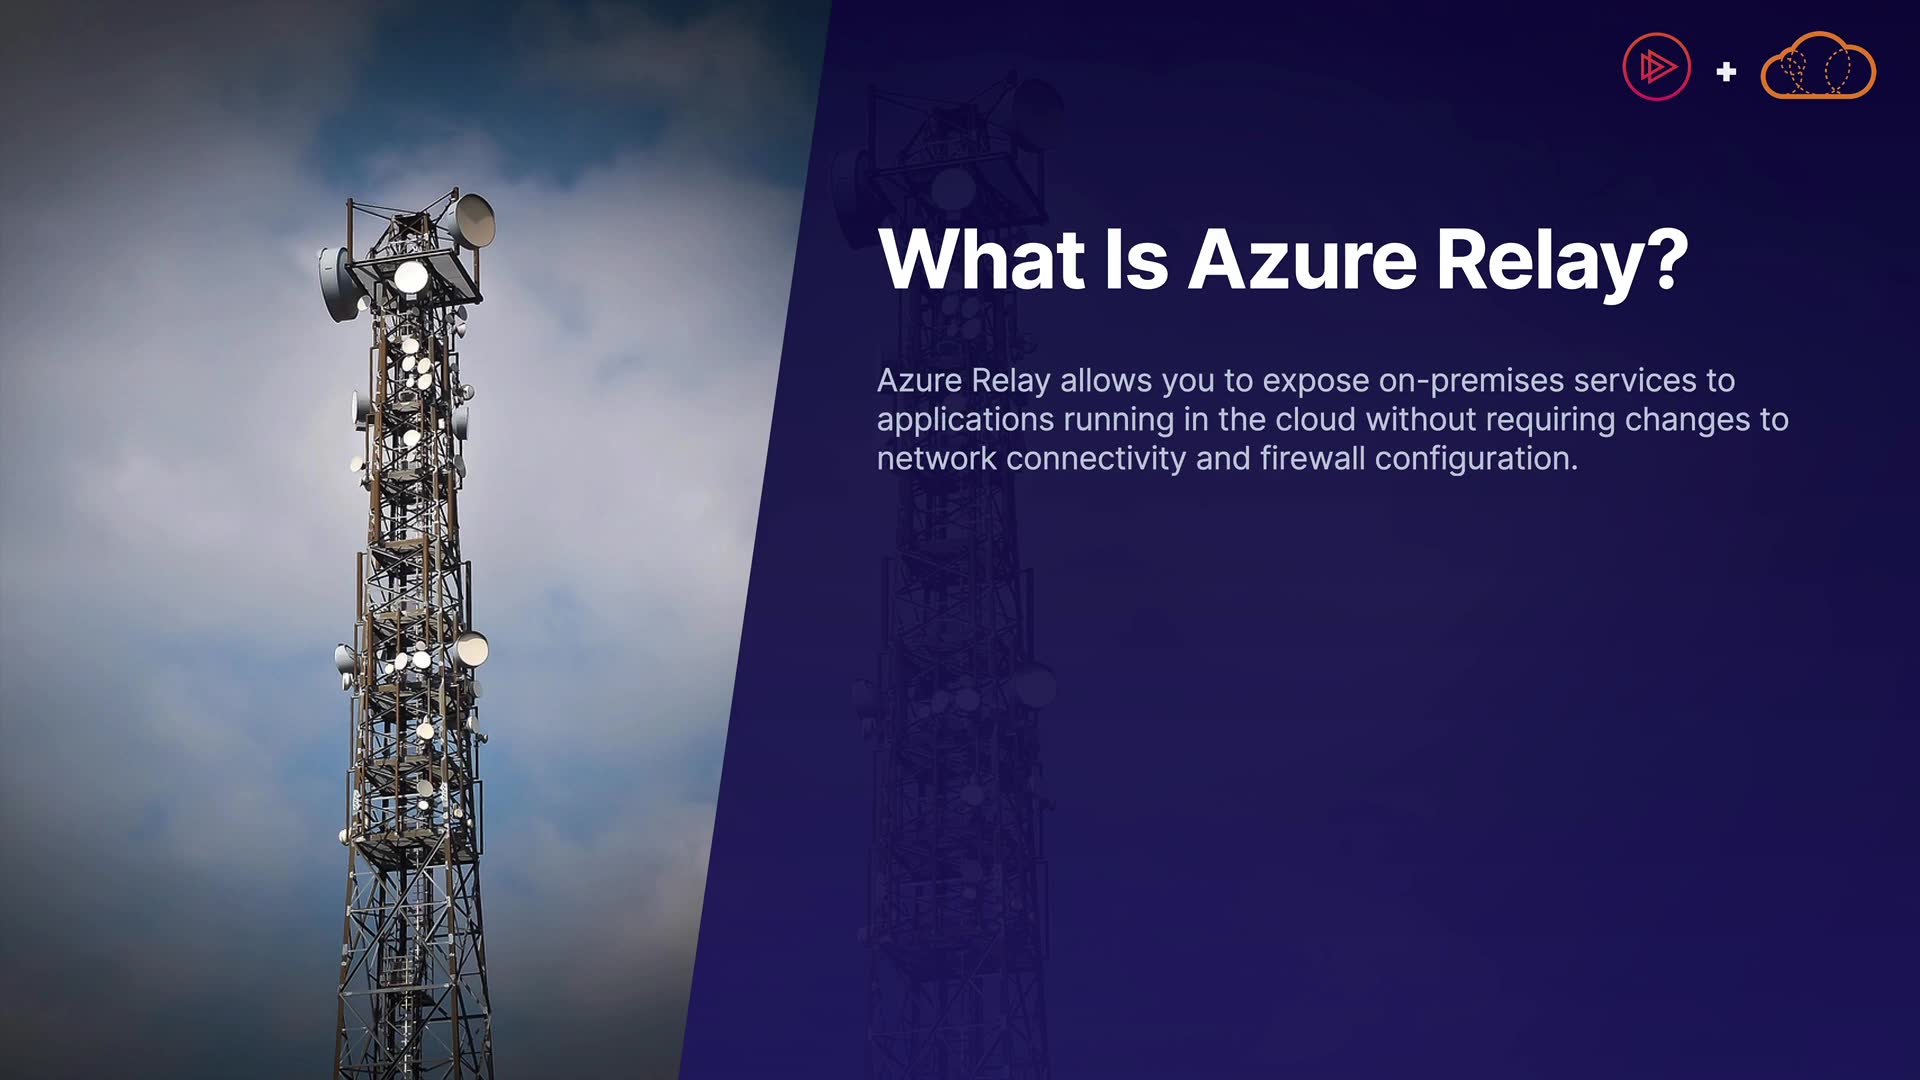 What Is Azure Relay?
Azure Relay allows you to expose on-premises services to
applications running in the cloud without requiring changes to
network connectivity and firewall configuration.